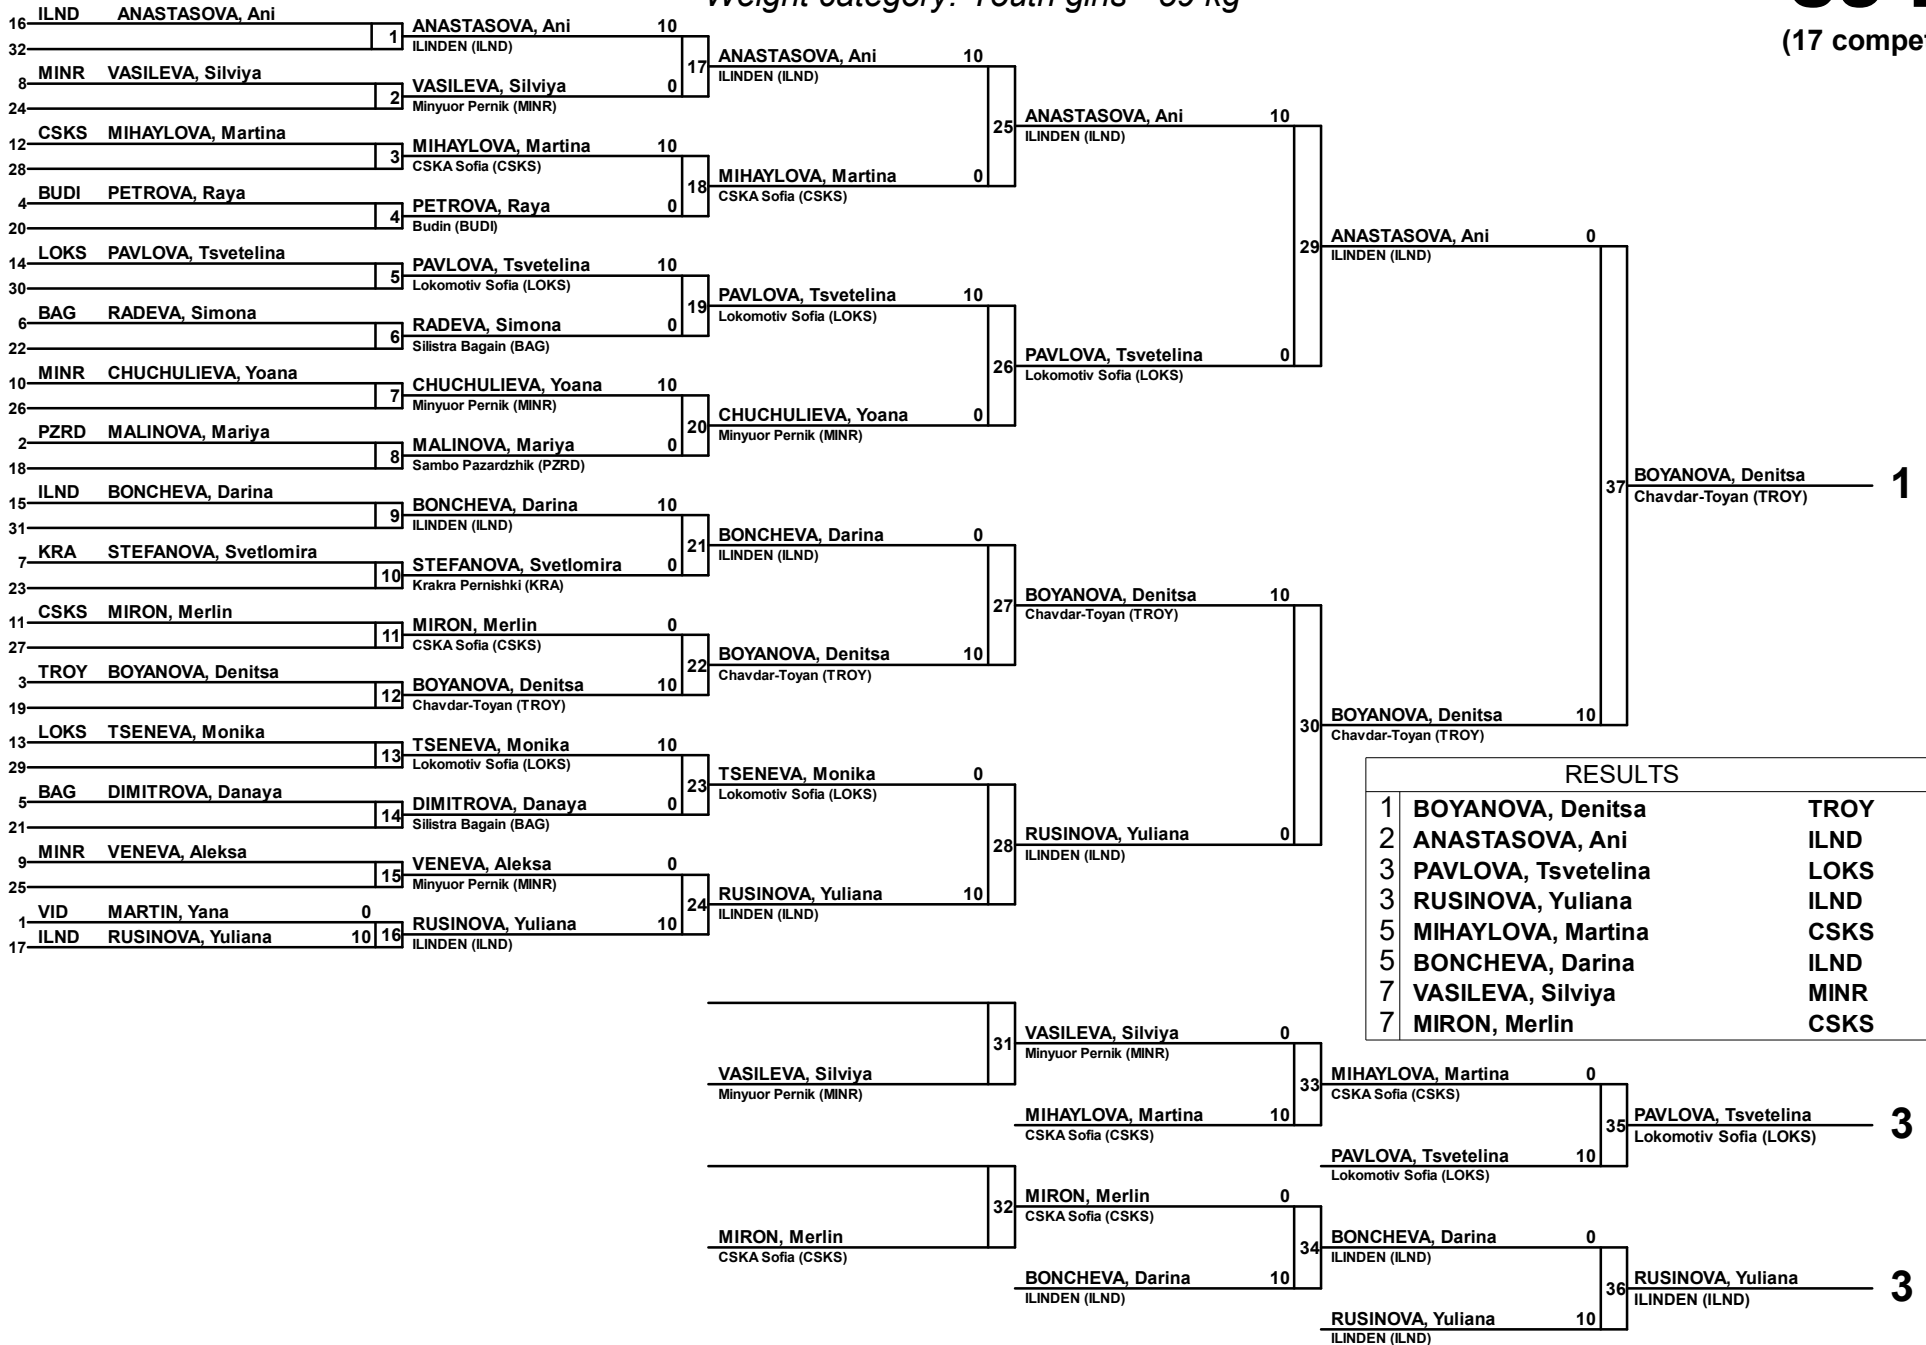 Weight category: Youth girls - 59 kg
(17 compet
16 ILND ANASTASOVA, Ani
32
1
8 MINR VASILEVA, Silviya
24
2
12 CSKS MIHAYLOVA, Martina
28
3
4 BUDI PETROVA, Raya
20
4
14 LOKS PAVLOVA, Tsvetelina
30
5
6 BAG RADEVA, Simona
22
6
10 MINR CHUCHULIEVA, Yoana
26
7
2 PZRD MALINOVA, Mariya
18
8
15 ILND BONCHEVA, Darina
31
9
7 KRA STEFANOVA, Svetlomira
23
10
11 CSKS MIRON, Merlin
27
11
3 TROY BOYANOVA, Denitsa
19
12
13 LOKS TSENEVA, Monika
29
13
5 BAG DIMITROVA, Danaya
21
14
9 MINR VENEVA, Aleksa
25
15
1 VID MARTIN, Yana 0
17 ILND RUSINOVA, Yuliana 10
16
ANASTASOVA, Ani 10
ILINDEN (ILND)
17
VASILEVA, Silviya 0
Minyuor Pernik (MINR)
MIHAYLOVA, Martina 10
CSKA Sofia (CSKS)
18
PETROVA, Raya 0
Budin (BUDI)
PAVLOVA, Tsvetelina 10
Lokomotiv Sofia (LOKS)
19
RADEVA, Simona 0
Silistra Bagain (BAG)
CHUCHULIEVA, Yoana 10
Minyuor Pernik (MINR)
20
MALINOVA, Mariya 0
Sambo Pazardzhik (PZRD)
BONCHEVA, Darina 10
ILINDEN (ILND)
21
STEFANOVA, Svetlomira 0
Krakra Pernishki (KRA)
MIRON, Merlin 0
CSKA Sofia (CSKS)
22
BOYANOVA, Denitsa 10
Chavdar-Toyan (TROY)
TSENEVA, Monika 10
Lokomotiv Sofia (LOKS)
23
DIMITROVA, Danaya 0
Silistra Bagain (BAG)
VENEVA, Aleksa 0
Minyuor Pernik (MINR)
24
RUSINOVA, Yuliana 10
ILINDEN (ILND)
ANASTASOVA, Ani 10
ILINDEN (ILND)
25
MIHAYLOVA, Martina 0
CSKA Sofia (CSKS)
PAVLOVA, Tsvetelina 10
Lokomotiv Sofia (LOKS)
26
CHUCHULIEVA, Yoana 0
Minyuor Pernik (MINR)
BONCHEVA, Darina 0
ILINDEN (ILND)
27
BOYANOVA, Denitsa 10
Chavdar-Toyan (TROY)
TSENEVA, Monika 0
Lokomotiv Sofia (LOKS)
28
RUSINOVA, Yuliana 10
ILINDEN (ILND)
ANASTASOVA, Ani 10
ILINDEN (ILND)
29
PAVLOVA, Tsvetelina 0
Lokomotiv Sofia (LOKS)
BOYANOVA, Denitsa 10
Chavdar-Toyan (TROY)
30
RUSINOVA, Yuliana 0
ILINDEN (ILND)
ANASTASOVA, Ani 0
ILINDEN (ILND)
37
BOYANOVA, Denitsa 10
Chavdar-Toyan (TROY)
BOYANOVA, Denitsa 1
Chavdar-Toyan (TROY)
RESULTS
1 BOYANOVA, Denitsa TROY
2 ANASTASOVA, Ani ILND
3 PAVLOVA, Tsvetelina LOKS
3 RUSINOVA, Yuliana ILND
5 MIHAYLOVA, Martina CSKS
5 BONCHEVA, Darina ILND
7 VASILEVA, Silviya MINR
7 MIRON, Merlin CSKS
31
VASILEVA, Silviya
Minyuor Pernik (MINR)
VASILEVA, Silviya 0
Minyuor Pernik (MINR)
33
MIHAYLOVA, Martina 10
CSKA Sofia (CSKS)
MIHAYLOVA, Martina 0
CSKA Sofia (CSKS)
35
PAVLOVA, Tsvetelina 10
Lokomotiv Sofia (LOKS)
PAVLOVA, Tsvetelina 3
Lokomotiv Sofia (LOKS)
32
MIRON, Merlin
CSKA Sofia (CSKS)
MIRON, Merlin 0
CSKA Sofia (CSKS)
34
BONCHEVA, Darina 10
ILINDEN (ILND)
BONCHEVA, Darina 0
ILINDEN (ILND)
36
RUSINOVA, Yuliana 10
ILINDEN (ILND)
RUSINOVA, Yuliana 3
ILINDEN (ILND)